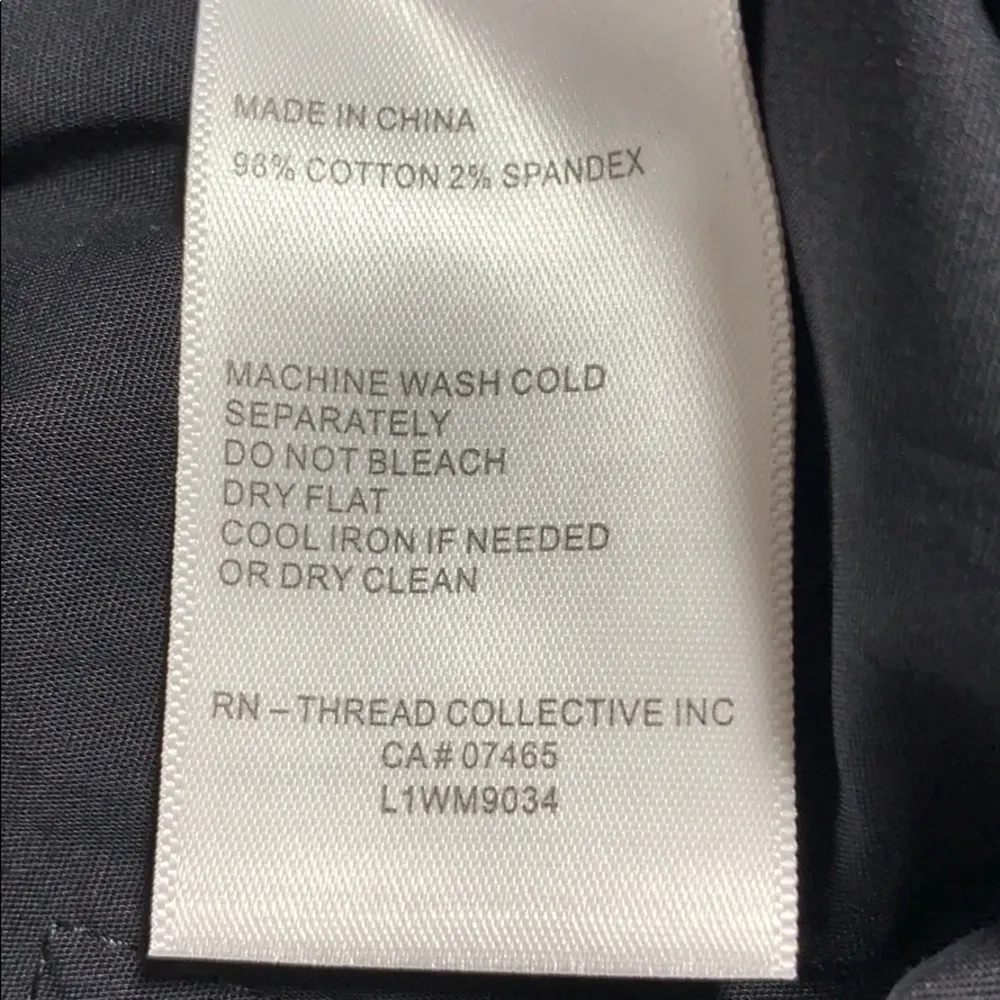 MADE IN CHINA
98% COTTON 2% SPANDEX
MACHINE WASH COLD
SEPARATELY
DO NOT BLEACH
DRY FLAT
COOL IRON IF NEEDED
OR DRY CLEAN
RN – THREAD COLLECTIVE INC
CA# 07465
L1WM9034